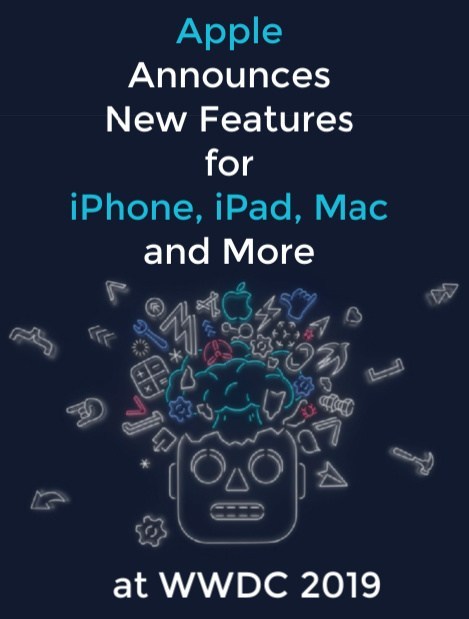 Apple
Announces
New Features
for
iPhone, iPad, Mac
and More
at WWDC 2019